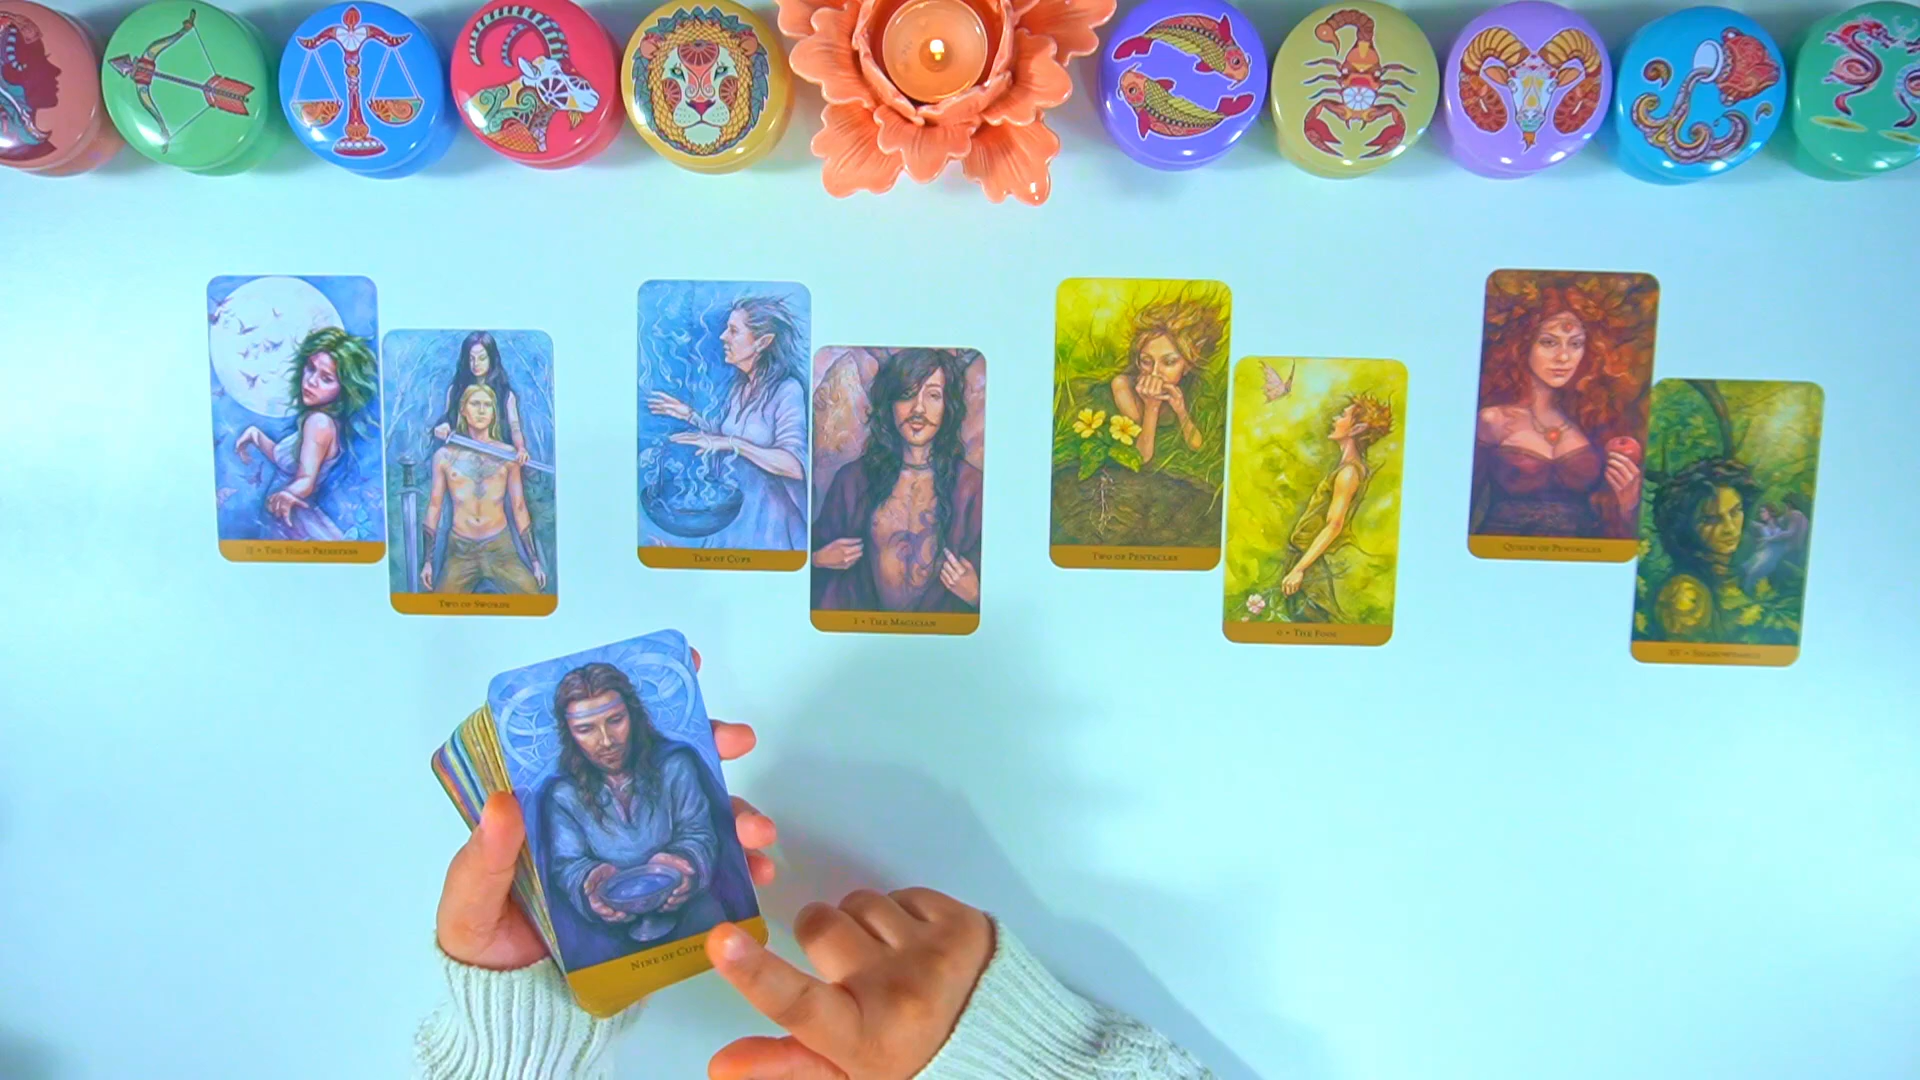 II • The High Priestess
Two of Swords
Ten of Cups
I • The Magician
Two of Pentacles
0 • The Fool
Queen of Pentacles
XV •
Nine of Cups